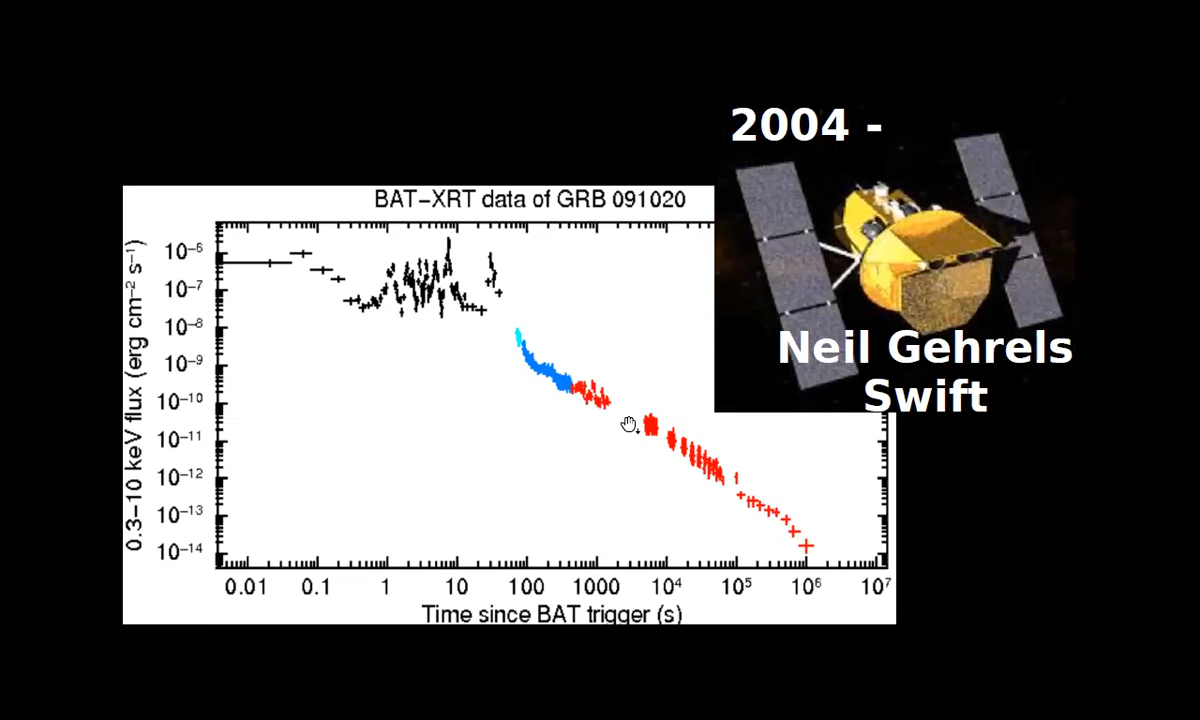 2004 -
BAT−XRT data of GRB 091020
Neil Gehrels
Swift
0.3−10 keV flux (erg cm⁻² s⁻¹)
10⁻⁶
10⁻⁷
10⁻⁸
10⁻⁹
10⁻¹⁰
10⁻¹¹
10⁻¹²
10⁻¹³
10⁻¹⁴
0.01 0.1 1 10 100 1000 10⁴ 10⁵ 10⁶ 10⁷
Time since BAT trigger (s)